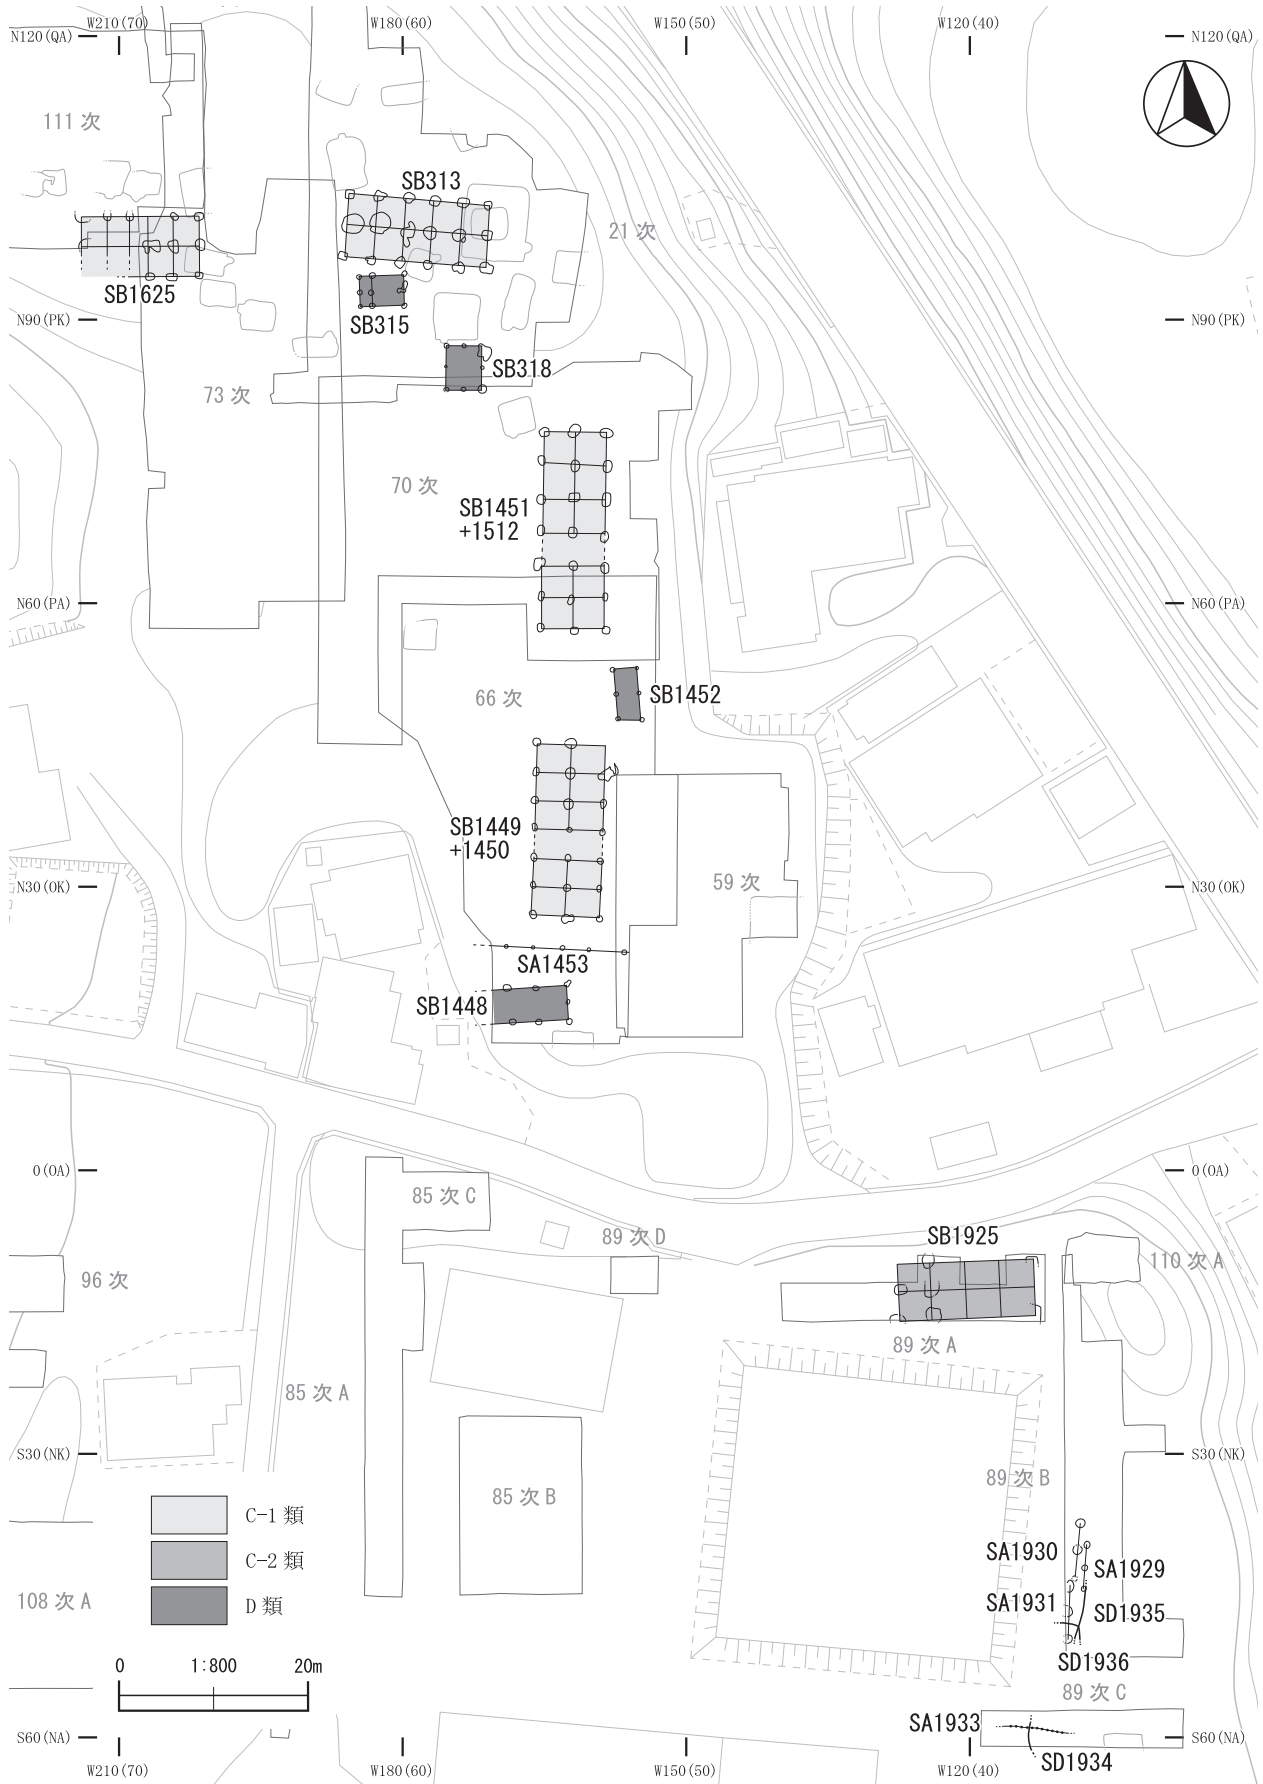 W210(70)
W180(60)
W150(50)
W120(40)
N120(QA)
N120(QA)
111 次
SB313
21 次
SB1625
SB315
N90(PK)
N90(PK)
SB318
73 次
70 次
SB1451
+1512
N60(PA)
N60(PA)
66 次
SB1452
SB1449
+1450
59 次
N30(OK)
N30(OK)
SA1453
SB1448
0(OA)
0(OA)
85 次 C
89 次 D
SB1925
110 次 A
96 次
89 次 A
85 次 A
S30(NK)
S30(NK)
89 次 B
85 次 B
C-1 類
C-2 類
D 類
SA1930
SA1929
108 次 A
SA1931
SD1935
SD1936
0
1:800
20m
89 次 C
SA1933
S60(NA)
S60(NA)
SD1934
W210(70)
W180(60)
W150(50)
W120(40)